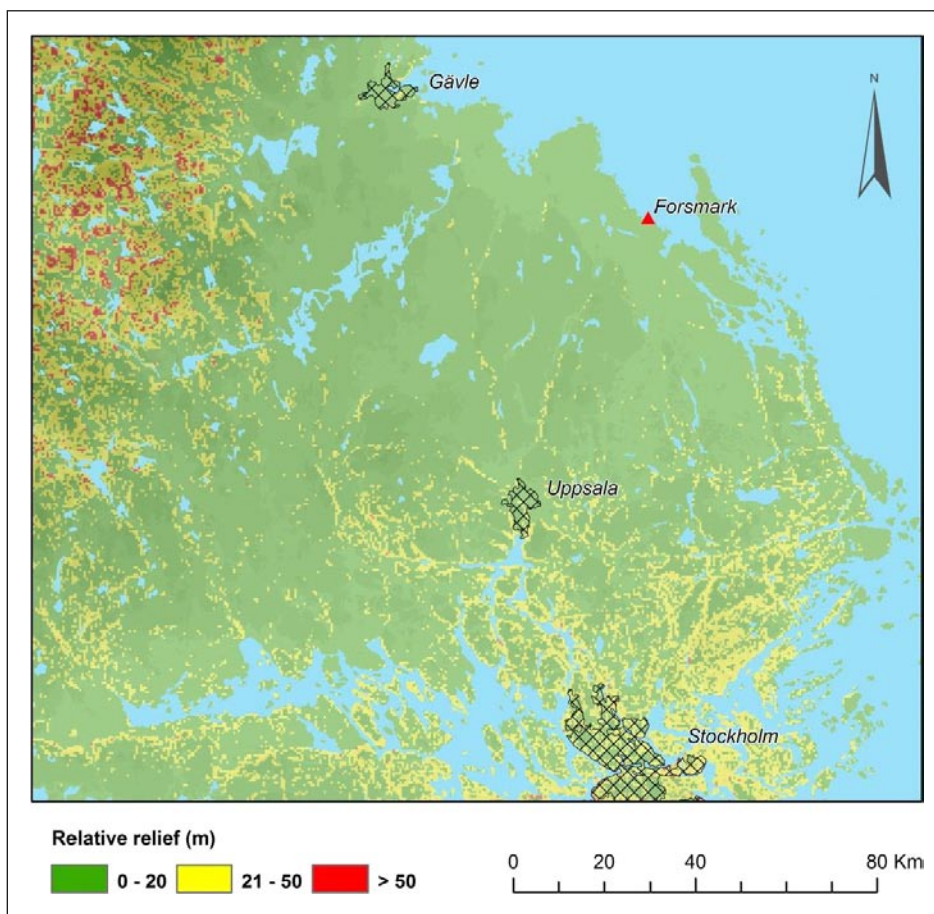 Gävle
N
Forsmark
Uppsala
Stockholm
Relative relief (m)
0 - 20 21 - 50 > 50
0 20 40 80 Km